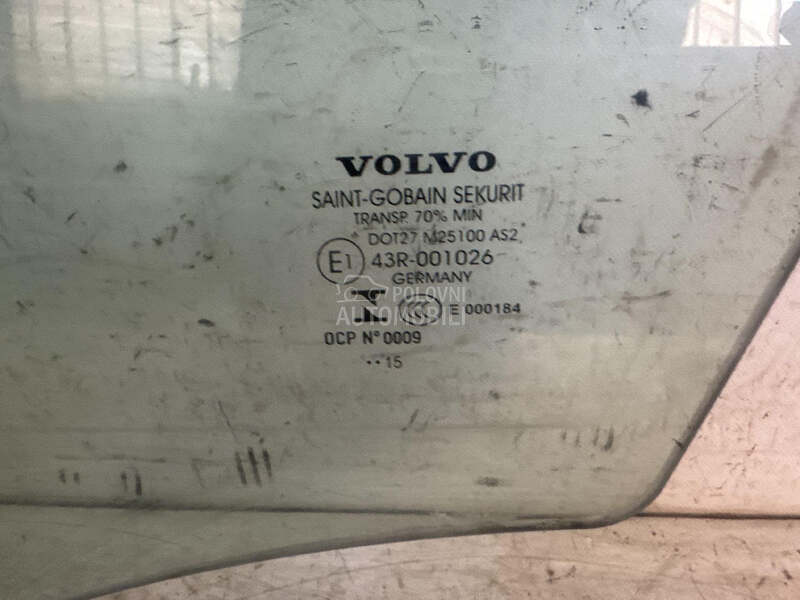 VOLVO
SAINT-GOBAIN SEKURIT
TRANSP. 70% MIN
DOT27 M25100 AS2
E1 43R-001026
GERMANY
POLOVNI
AUTOMOBILI
CCC E 000184
OCP N° 0009
••15